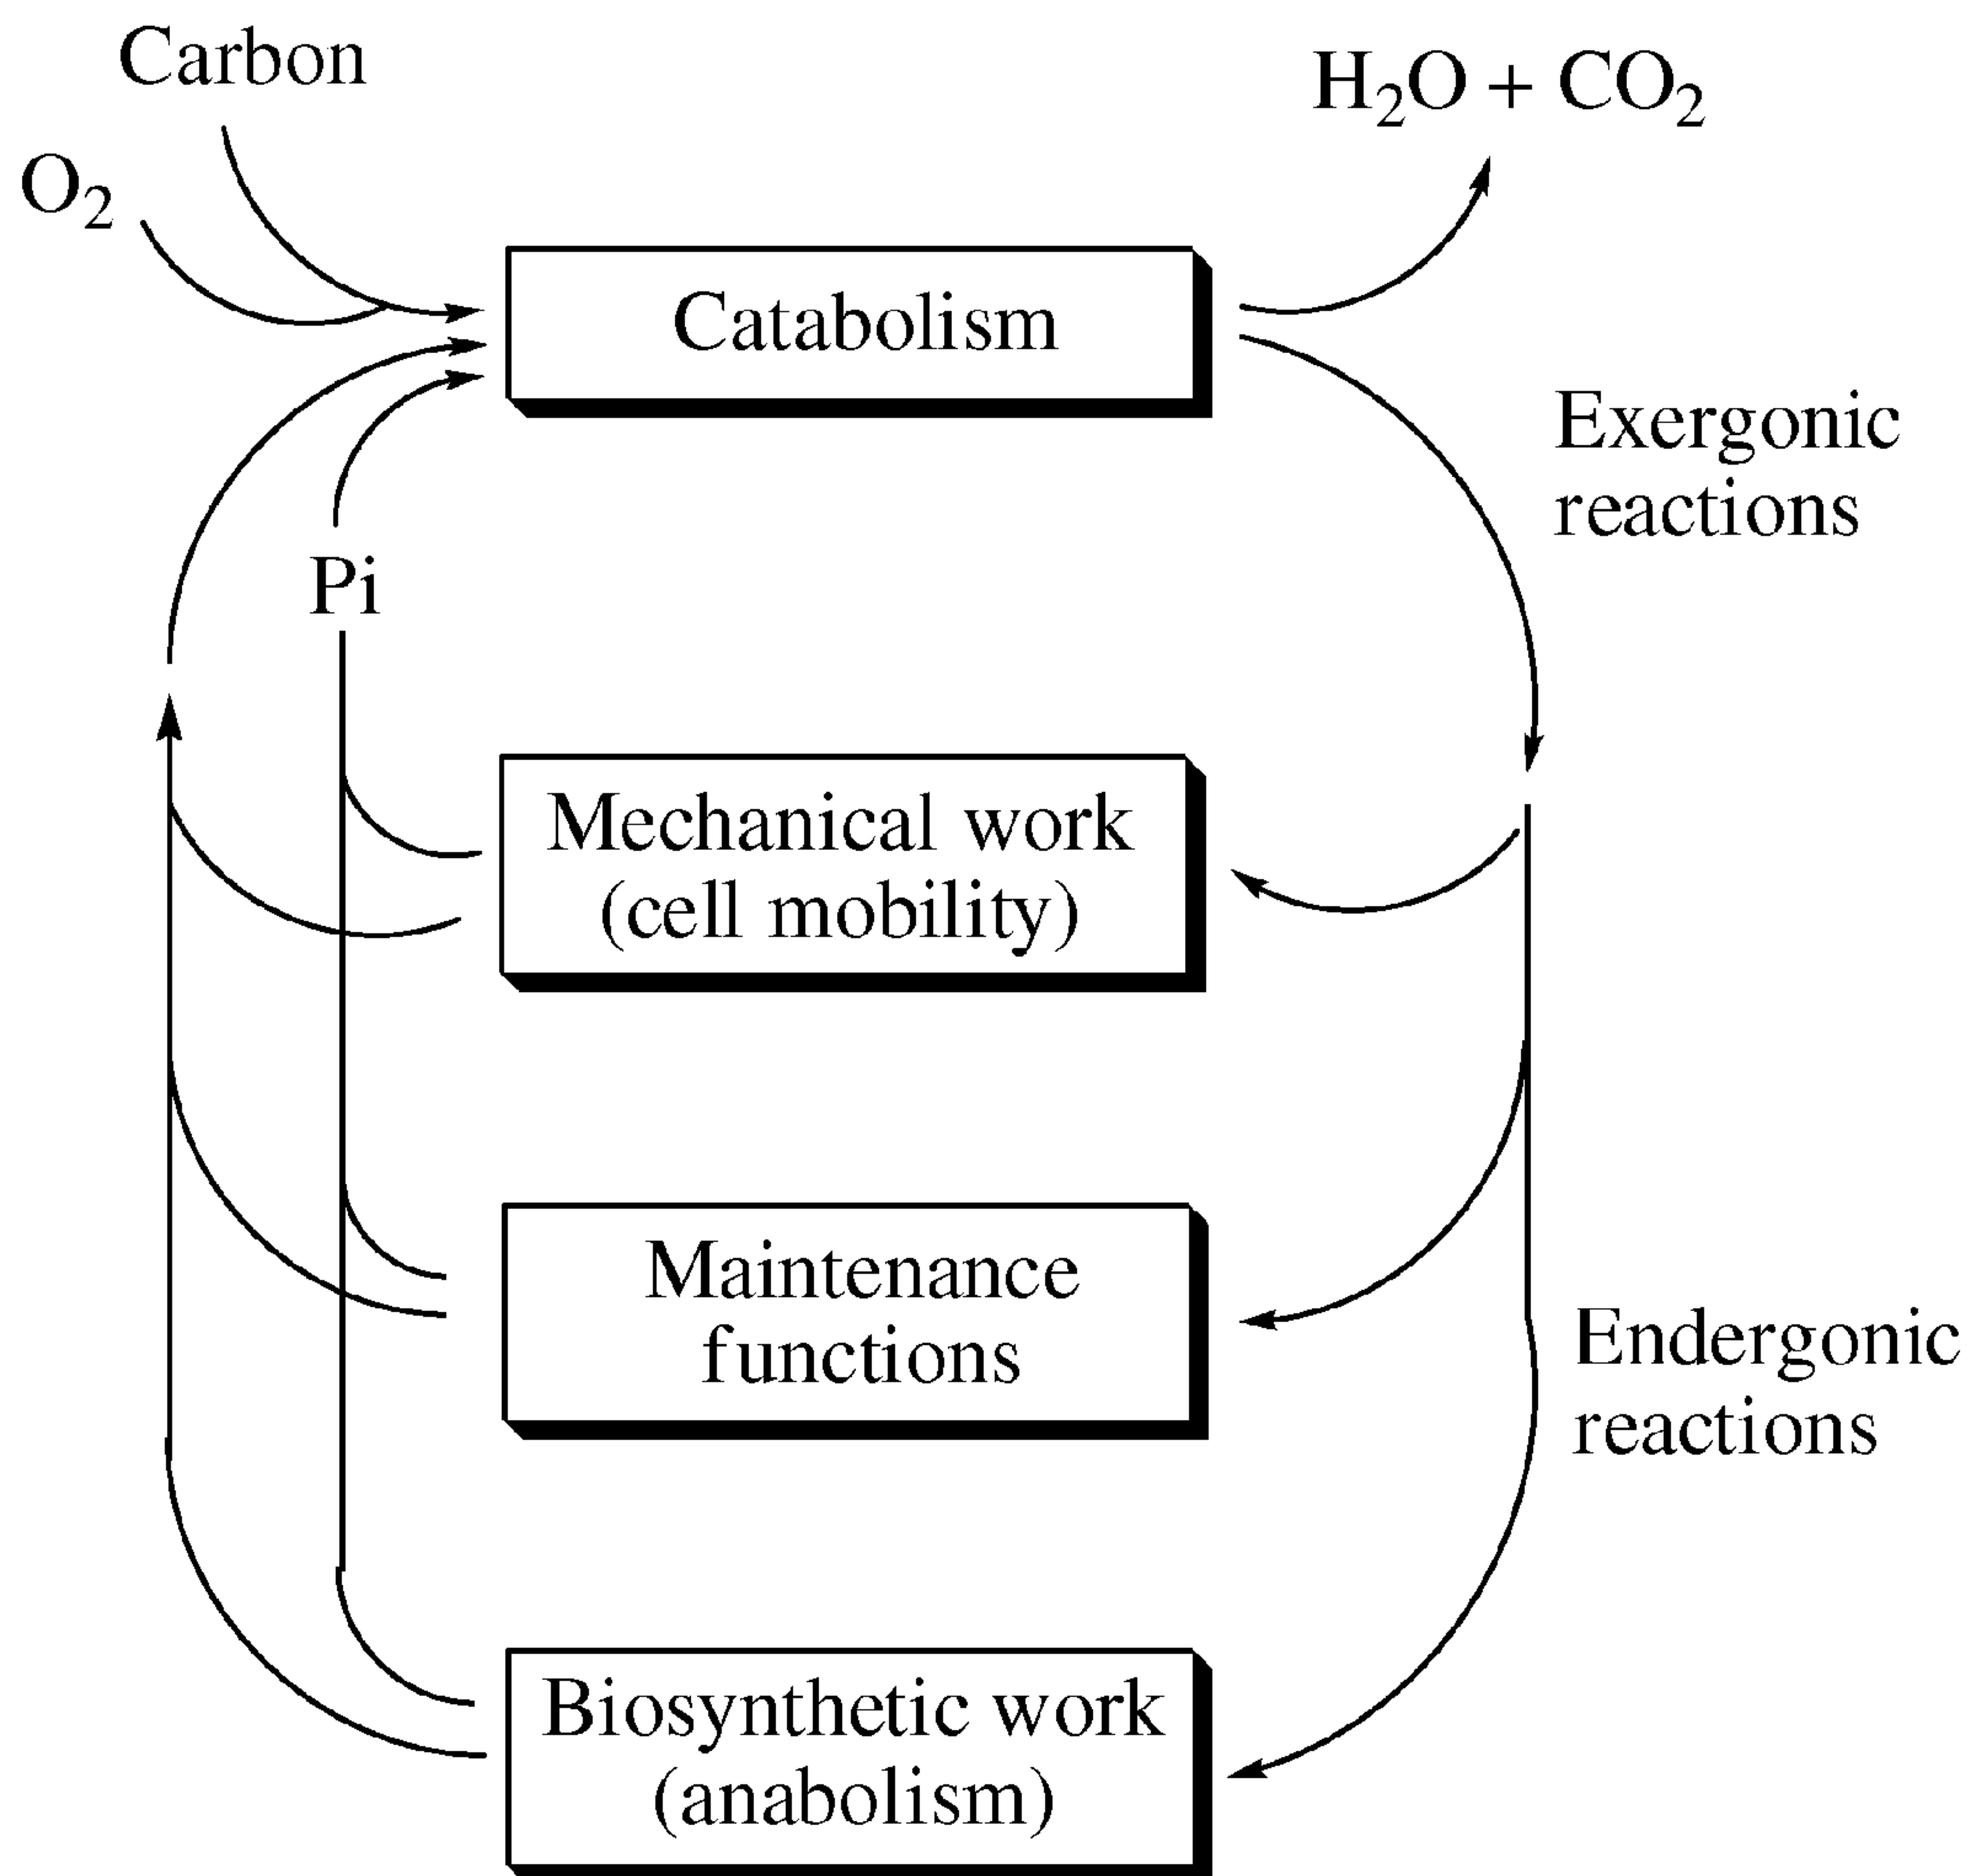 Carbon
O₂
H₂O + CO₂
Catabolism
Exergonic
reactions
Pi
Mechanical work
(cell mobility)
Maintenance
functions
Endergonic
reactions
Biosynthetic work
(anabolism)